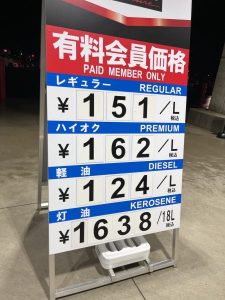 有料会員価格
PAID MEMBER ONLY
レギュラー REGULAR
¥151/L 税込
ハイオク PREMIUM
¥162/L 税込
軽油 DIESEL
¥124/L 税込
灯油 KEROSENE
¥1638/18L 税込